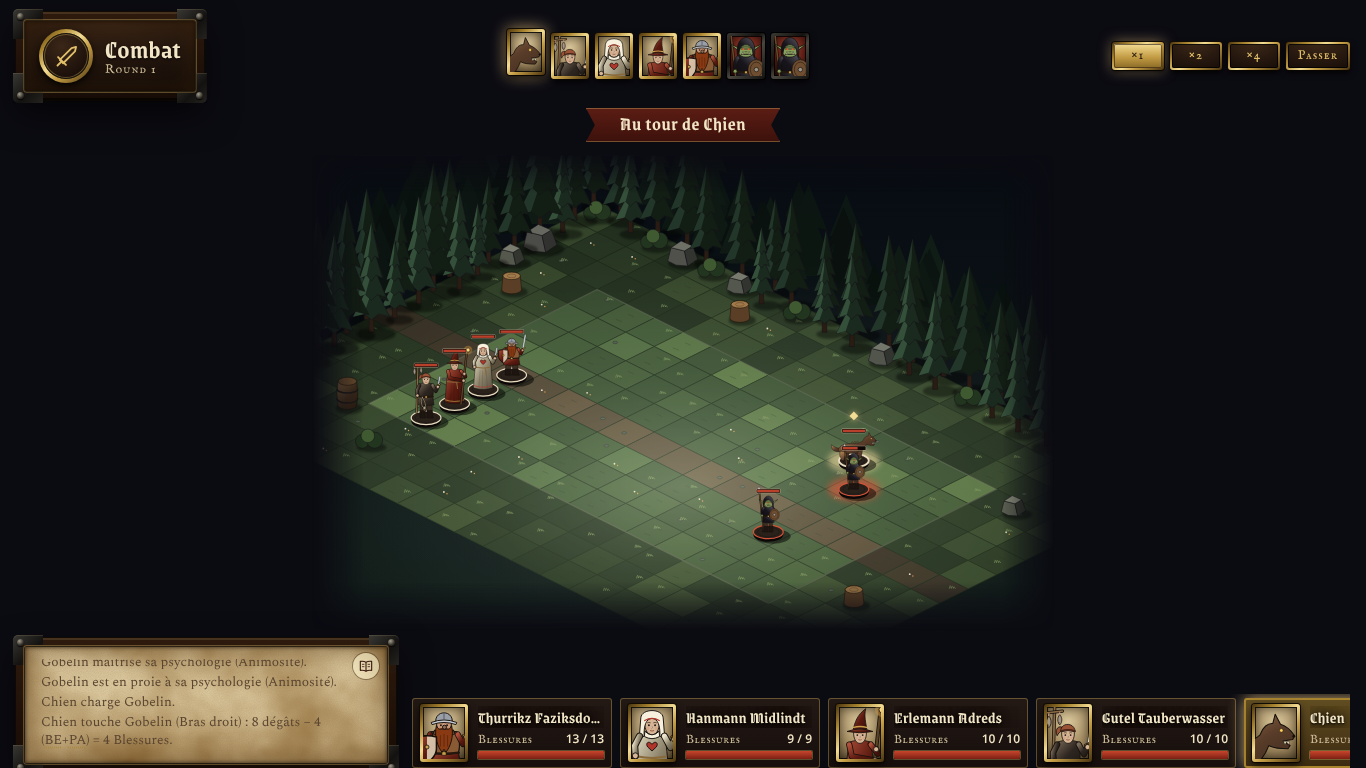 Combat
Round 1
×1
×2
×4
Passer
Au tour de Chien
Gobelin maîtrise sa psychologie (Animosité).
Gobelin est en proie à sa psychologie (Animosité).
Chien charge Gobelin.
Chien touche Gobelin (Bras droit) : 8 dégâts – 4
(BE+PA) = 4 Blessures.
Thurrikz Faziksdo...
Blessures 13 / 13
Hanmann Midlindt
Blessures 9 / 9
Erlemann Adreds
Blessures 10 / 10
Gutel Tauberwasser
Blessures 10 / 10
Chien